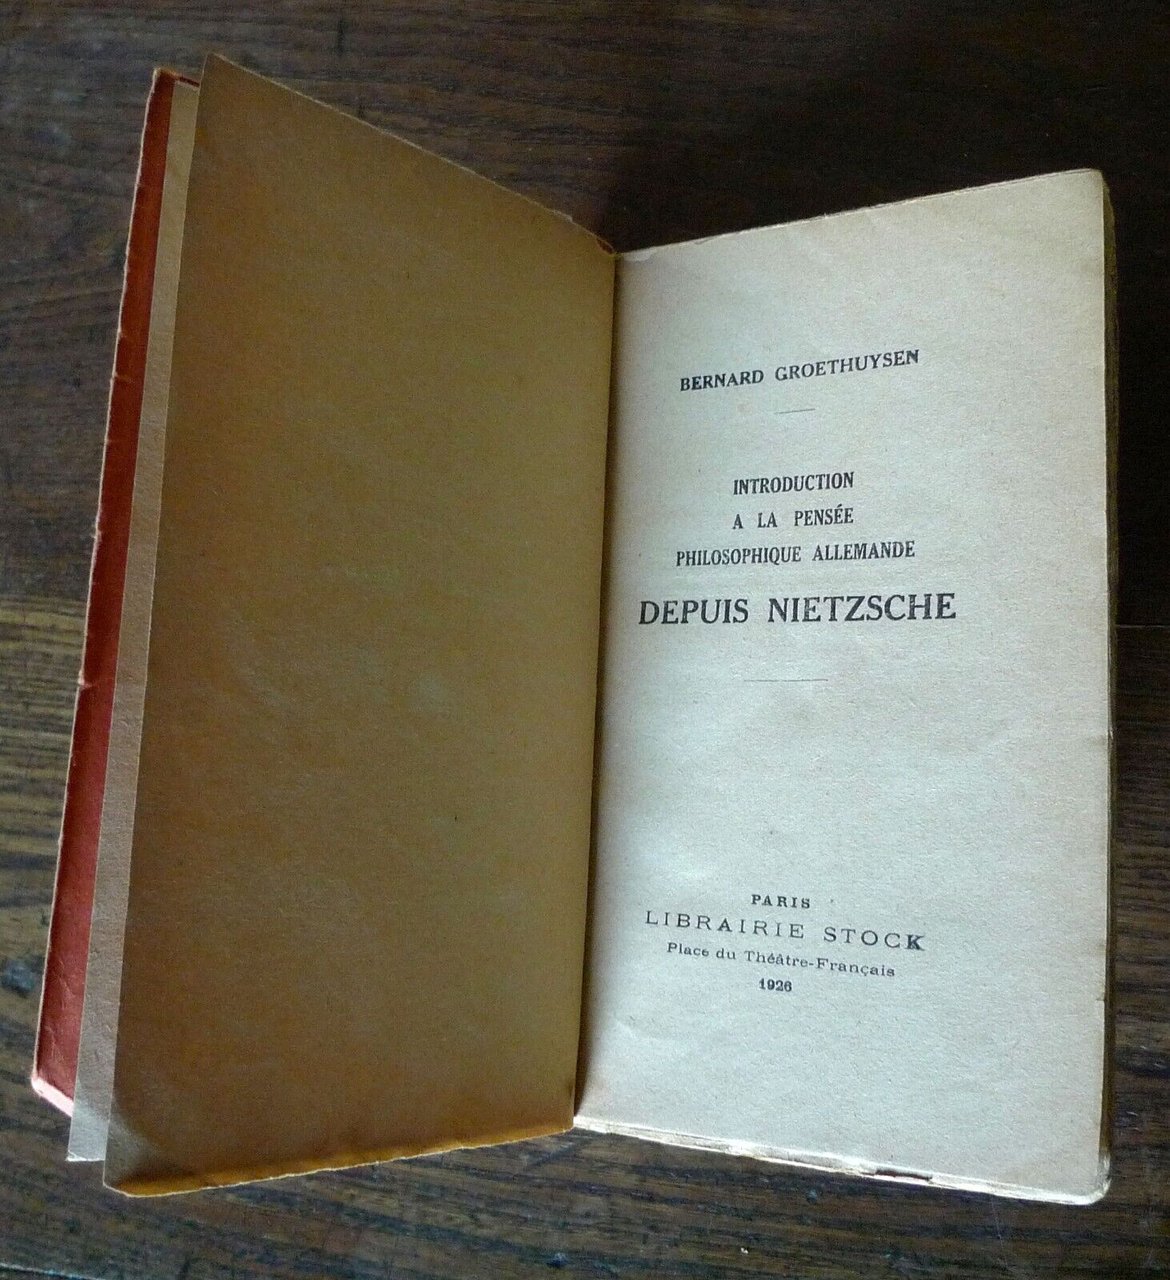 BERNARD GROETHUYSEN
INTRODUCTION
A LA PENSÉE
PHILOSOPHIQUE ALLEMANDE
DEPUIS NIETZSCHE
PARIS
LIBRAIRIE STOCK
Place du Théâtre-Français
1926